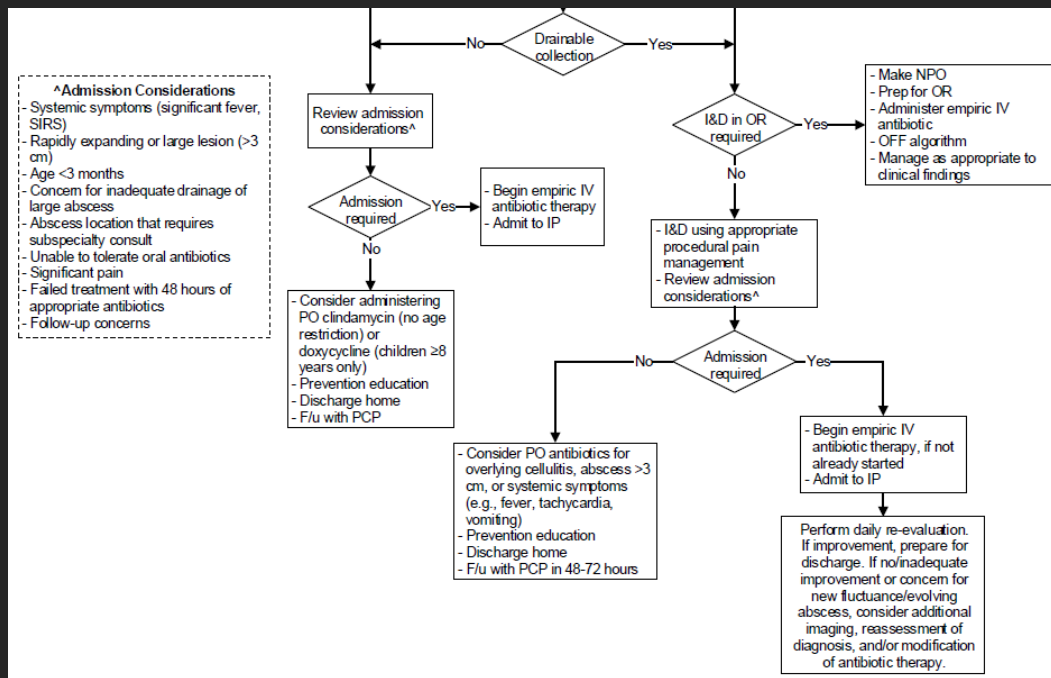 Drainable
collection
No
Yes
^Admission Considerations
- Systemic symptoms (significant fever,
SIRS)
- Rapidly expanding or large lesion (>3
cm)
- Age <3 months
- Concern for inadequate drainage of
large abscess
- Abscess location that requires
subspecialty consult
- Unable to tolerate oral antibiotics
- Significant pain
- Failed treatment with 48 hours of
appropriate antibiotics
- Follow-up concerns
Review admission
considerations^
Admission
required
Yes
- Begin empiric IV
antibiotic therapy
- Admit to IP
No
- Consider administering
PO clindamycin (no age
restriction) or
doxycycline (children ≥8
years only)
- Prevention education
- Discharge home
- F/u with PCP
I&D in OR
required
Yes
- Make NPO
- Prep for OR
- Administer empiric IV
antibiotic
- OFF algorithm
- Manage as appropriate to
clinical findings
No
- I&D using appropriate
procedural pain
management
- Review admission
considerations^
Admission
required
No
Yes
- Consider PO antibiotics for
overlying cellulitis, abscess >3
cm, or systemic symptoms
(e.g., fever, tachycardia,
vomiting)
- Prevention education
- Discharge home
- F/u with PCP in 48-72 hours
- Begin empiric IV
antibiotic therapy, if not
already started
- Admit to IP
Perform daily re-evaluation.
If improvement, prepare for
discharge. If no/inadequate
improvement or concern for
new fluctuance/evolving
abscess, consider additional
imaging, reassessment of
diagnosis, and/or modification
of antibiotic therapy.